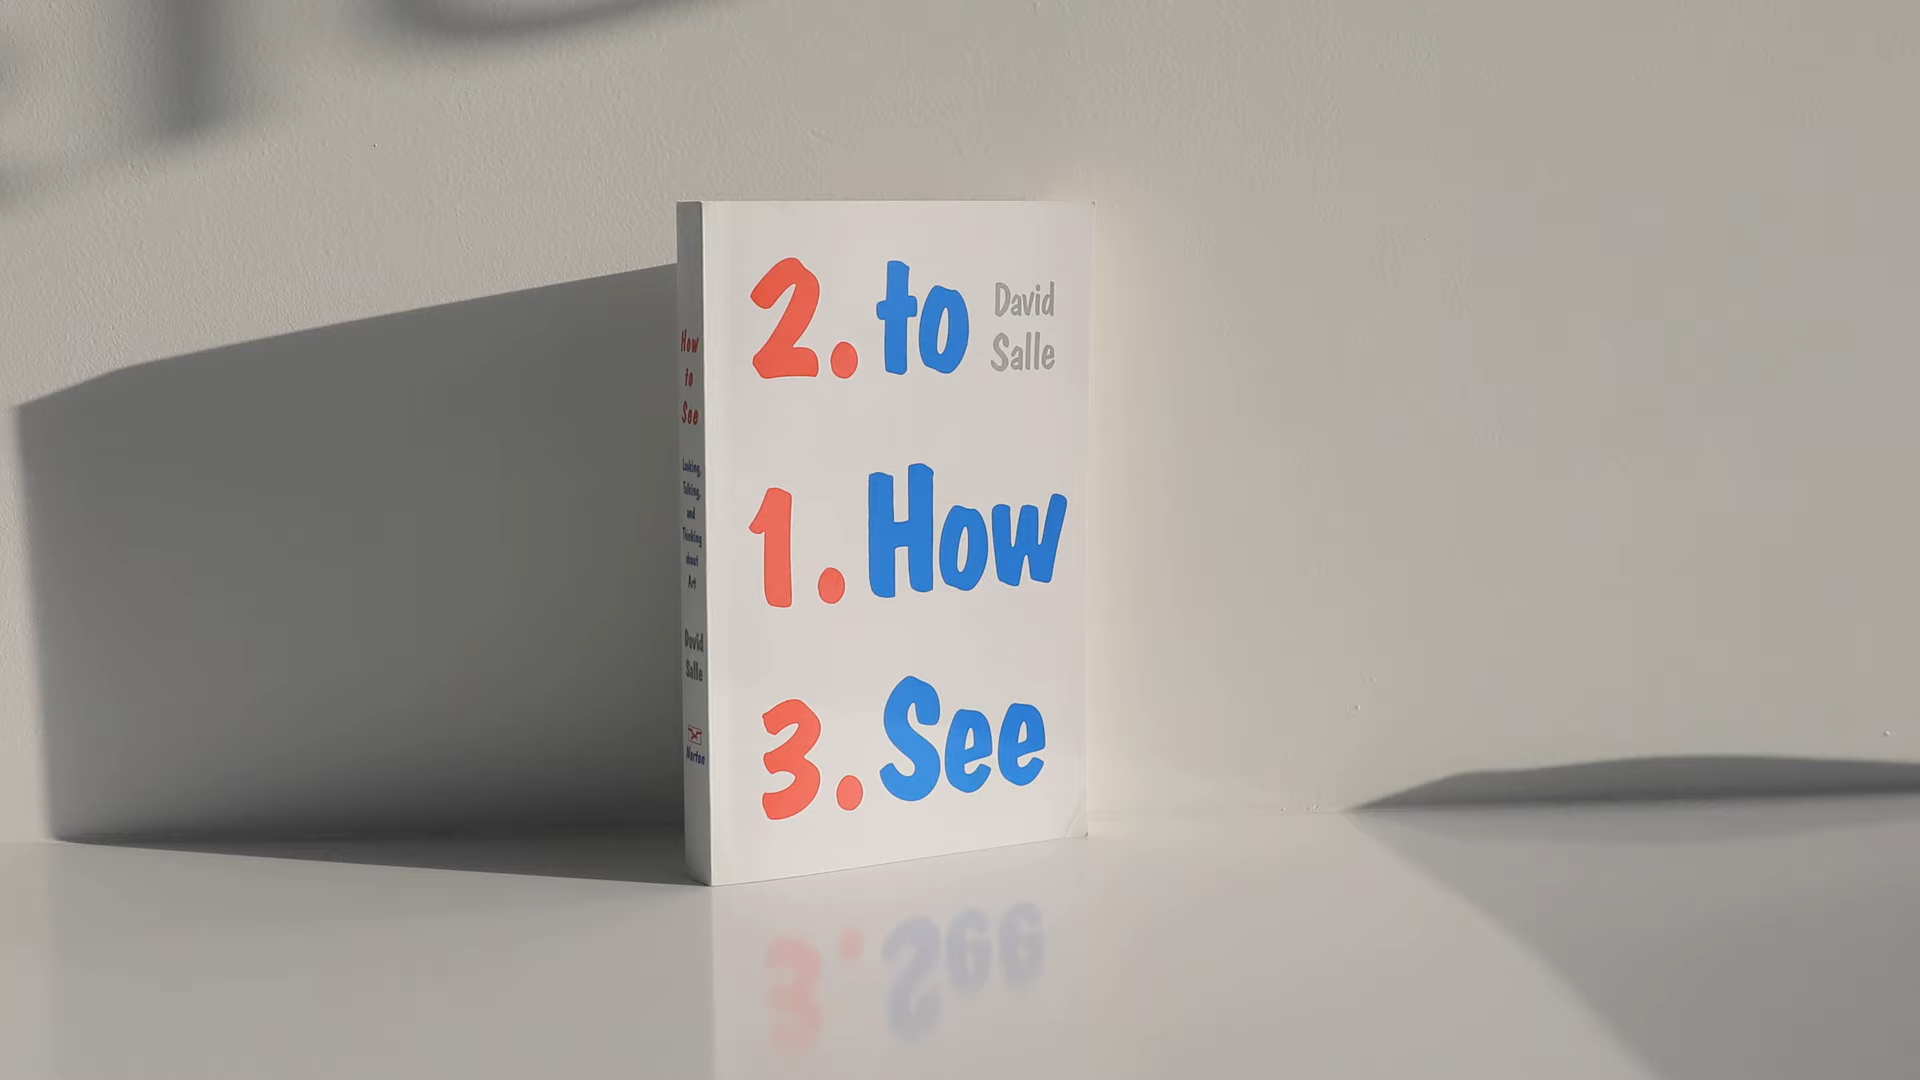 2. to
David
Salle
1. How
3. See
How
to
See
Looking,
Talking,
and
Thinking
about
Art
David
Salle
Norton